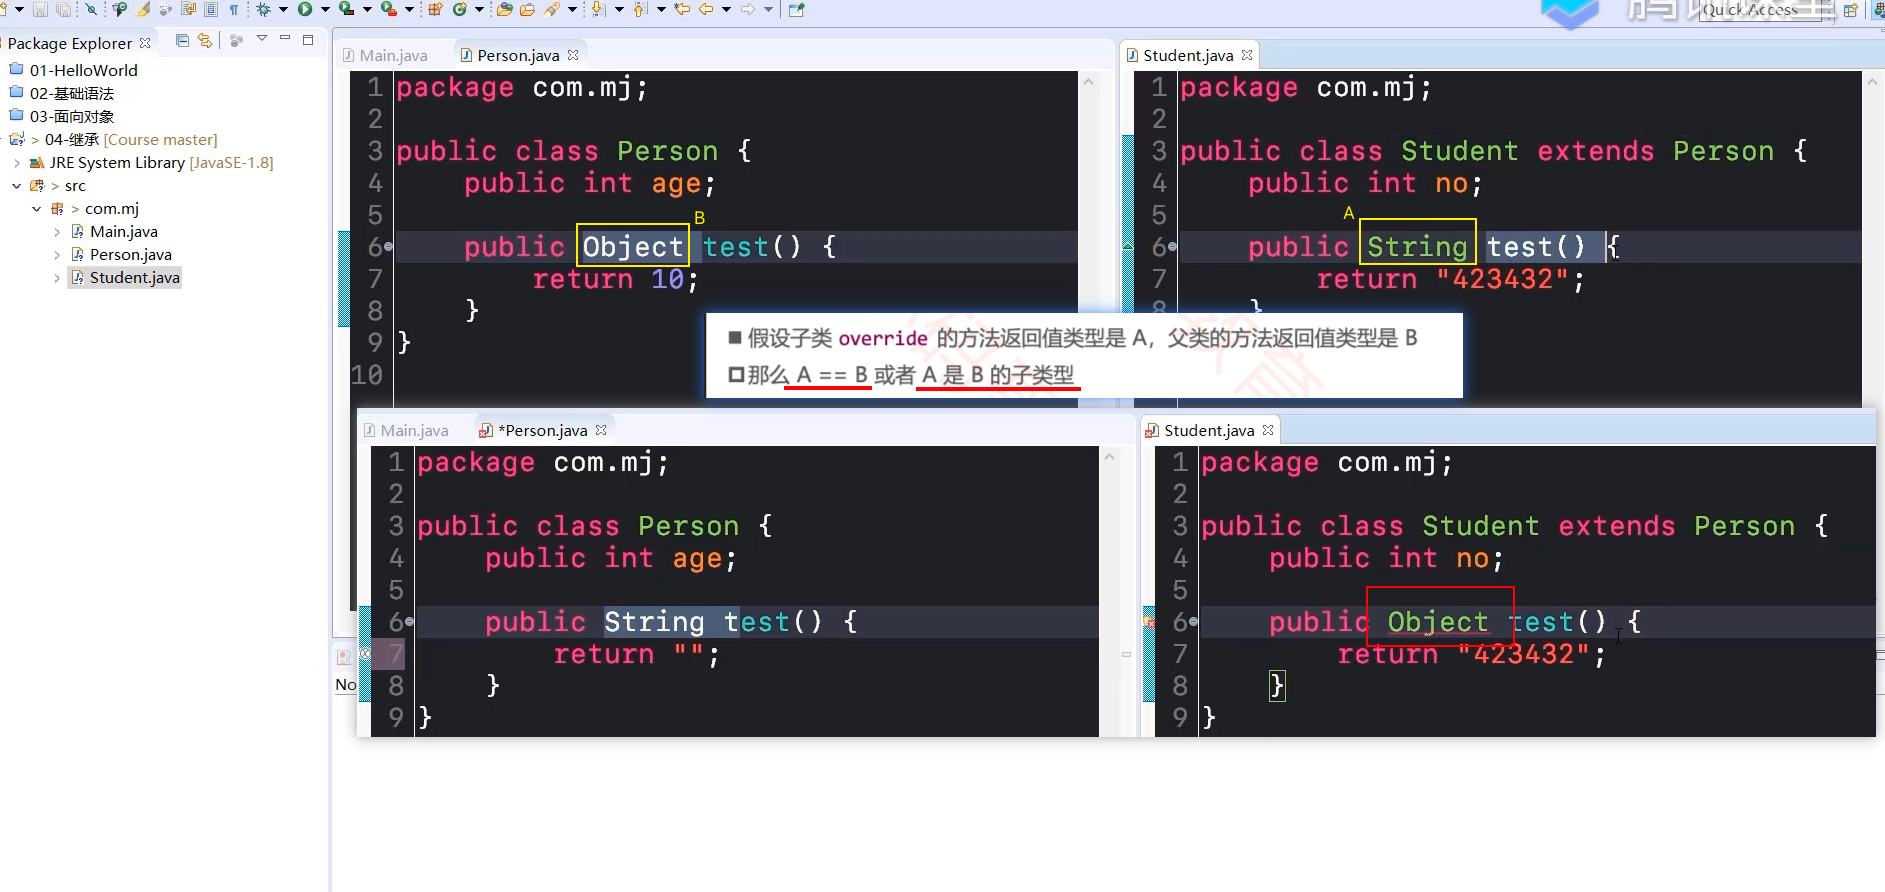 腾讯课堂
Quick Access
Package Explorer
01-HelloWorld
02-基础语法
03-面向对象
> 04-继承 [Course master]
JRE System Library [JavaSE-1.8]
> src
> com.mj
Main.java
Person.java
Student.java
Main.java
Person.java
1 package com.mj;
2
3 public class Person {
4 public int age;
5
B
6 public Object test() {
7 return 10;
8 }
9 }
10
Student.java
1 package com.mj;
2
3 public class Student extends Person {
4 public int no;
5
A
6 public String test() {
7 return "423432";
8 }
■ 假设子类 override 的方法返回值类型是 A，父类的方法返回值类型是 B
那么 A == B 或者 A 是 B 的子类型
Main.java
*Person.java
1 package com.mj;
2
3 public class Person {
4 public int age;
5
6 public String test() {
7 return "";
8 }
9 }
Student.java
1 package com.mj;
2
3 public class Student extends Person {
4 public int no;
5
6 public Object test() {
7 return "423432";
8 }
9 }
No